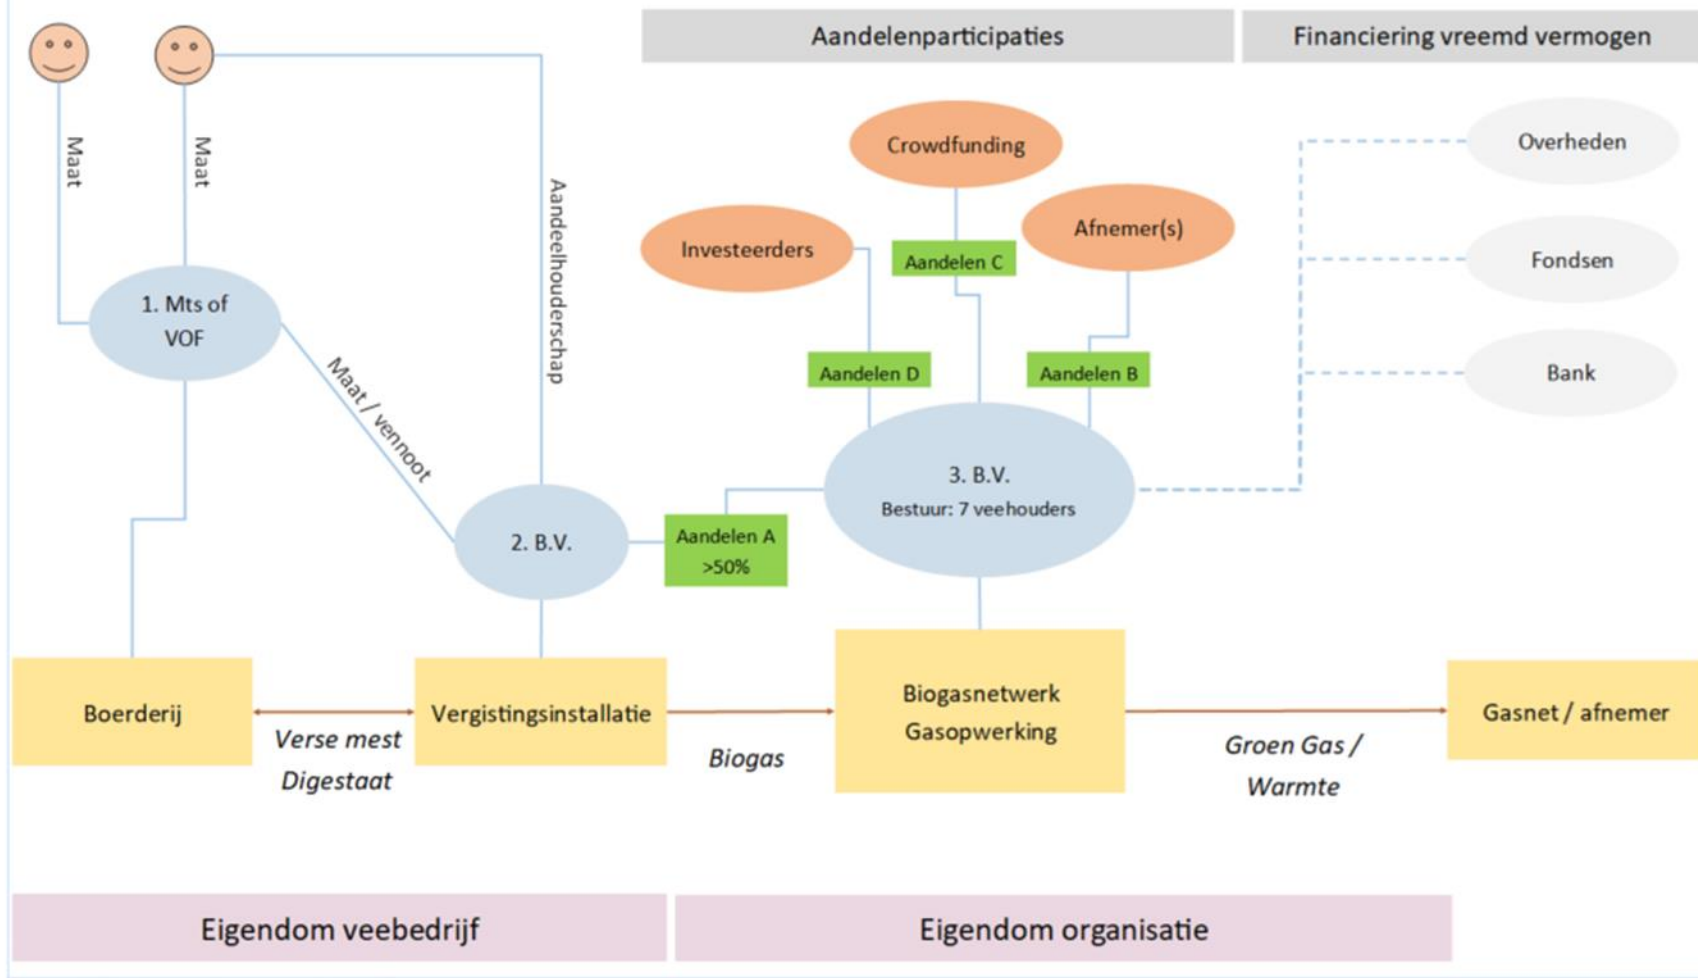 Aandelenparticipaties
Financiering vreemd vermogen
Maat
Maat
Aandeelhouderschap
Crowdfunding
Overheden
Investeerders
Afnemer(s)
Aandelen C
Fondsen
1. Mts of
VOF
Maat / vennoot
Aandelen D
Aandelen B
Bank
3. B.V.
Bestuur: 7 veehouders
2. B.V.
Aandelen A
>50%
Boerderij
Verse mest
Digestaat
Vergistingsinstallatie
Biogas
Biogasnetwerk
Gasopwerking
Groen Gas /
Warmte
Gasnet / afnemer
Eigendom veebedrijf
Eigendom organisatie